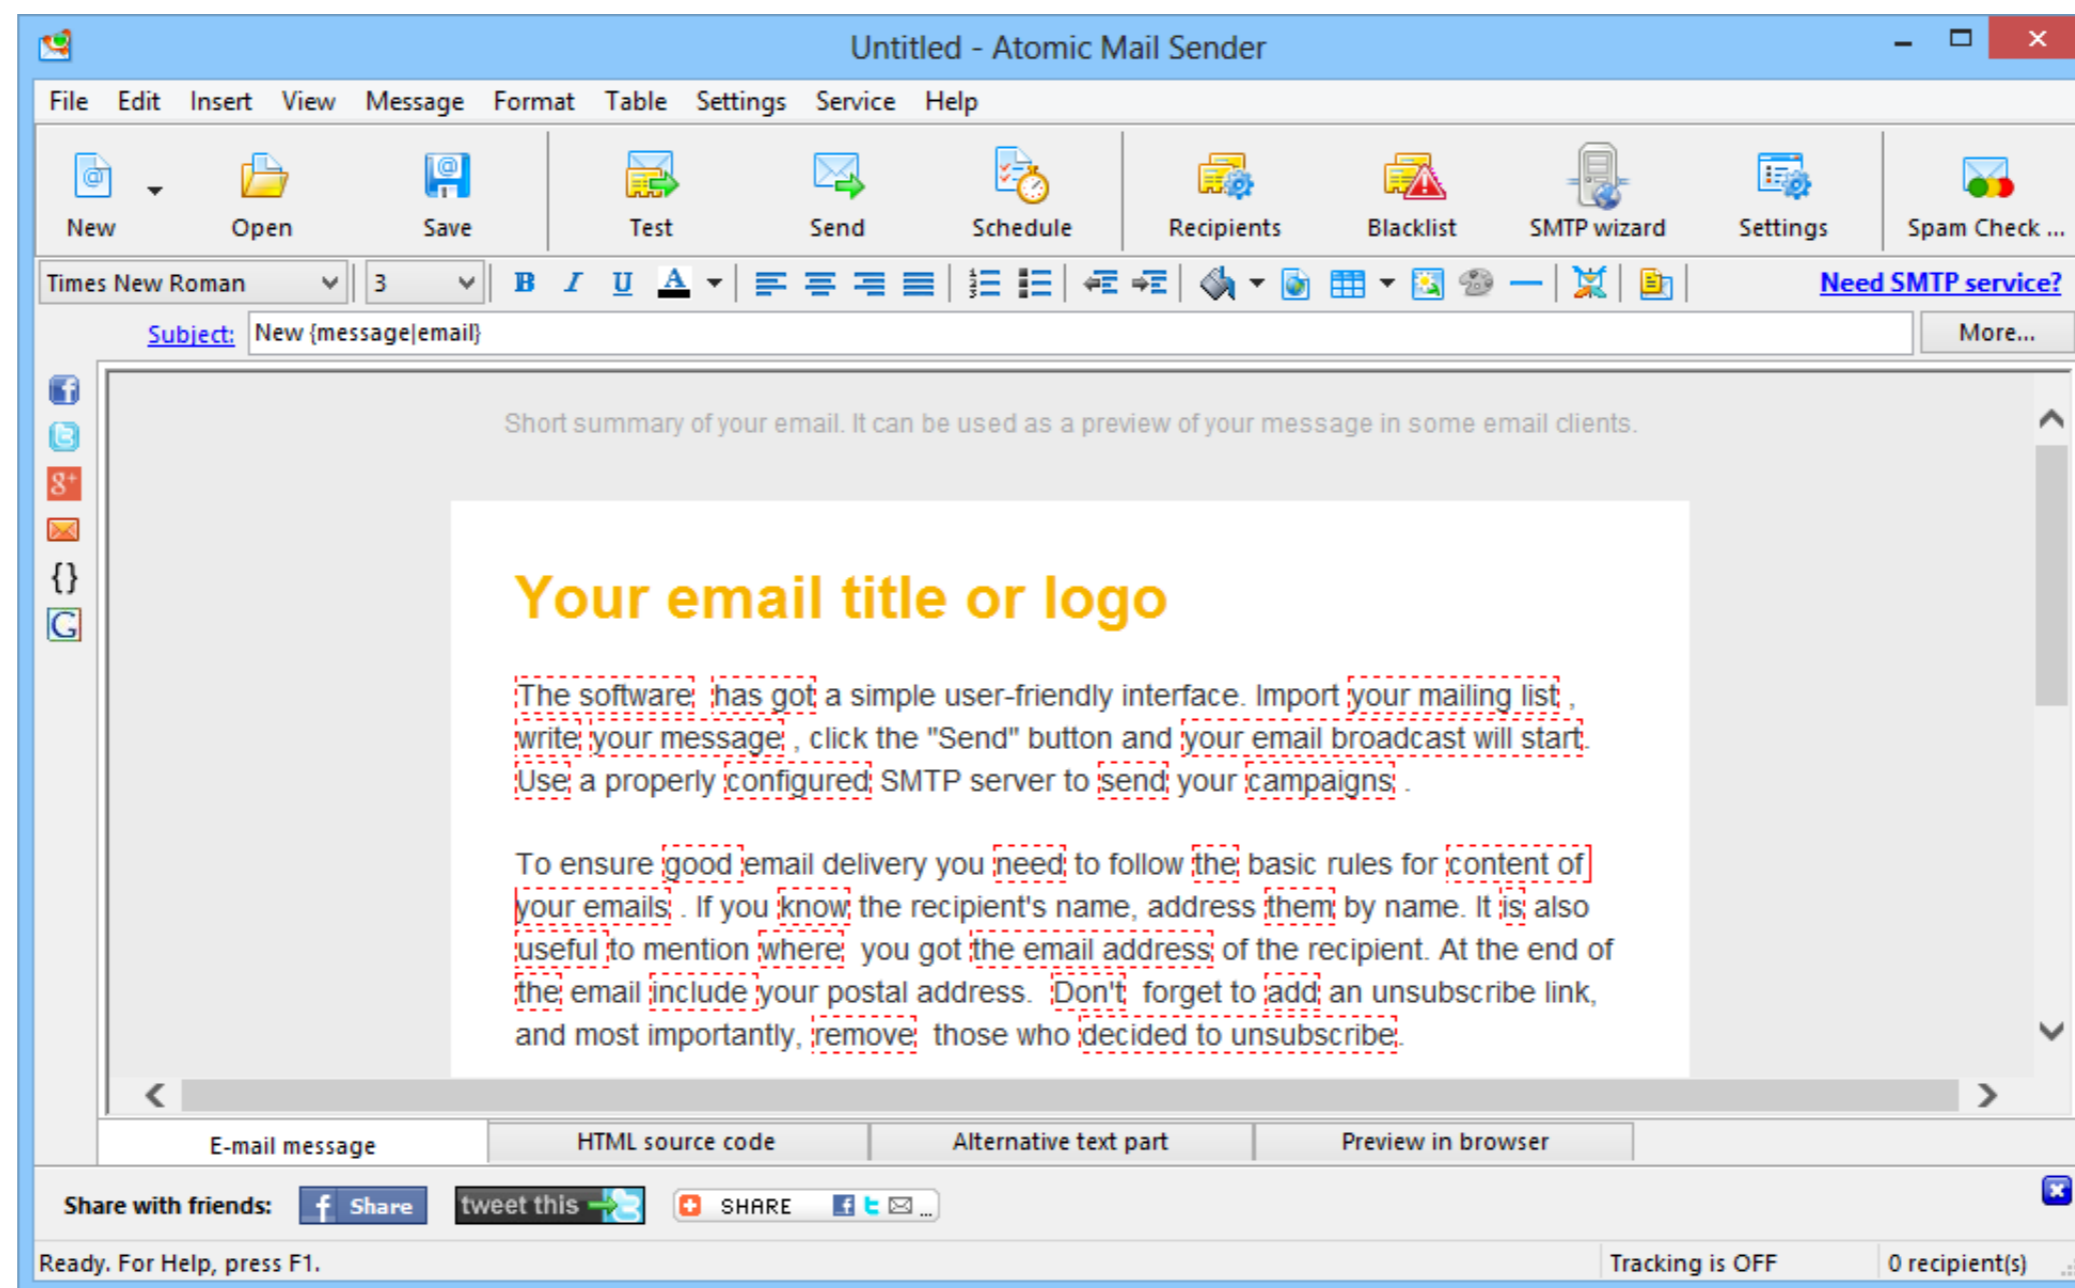 Untitled - Atomic Mail Sender
File Edit Insert View Message Format Table Settings Service Help
New Open Save Test Send Schedule Recipients Blacklist SMTP wizard Settings Spam Check ...
Times New Roman 3 B I U A Need SMTP service?
Subject: New {message|email} More...
Short summary of your email. It can be used as a preview of your message in some email clients.
Your email title or logo
The software has got a simple user-friendly interface. Import your mailing list ,
write your message , click the "Send" button and your email broadcast will start.
Use a properly configured SMTP server to send your campaigns .
To ensure good email delivery you need to follow the basic rules for content of
your emails . If you know the recipient's name, address them by name. It is also
useful to mention where you got the email address of the recipient. At the end of
the email include your postal address. Don't forget to add an unsubscribe link,
and most importantly, remove those who decided to unsubscribe.
E-mail message HTML source code Alternative text part Preview in browser
Share with friends: f Share tweet this SHARE ...
Ready. For Help, press F1. Tracking is OFF 0 recipient(s)